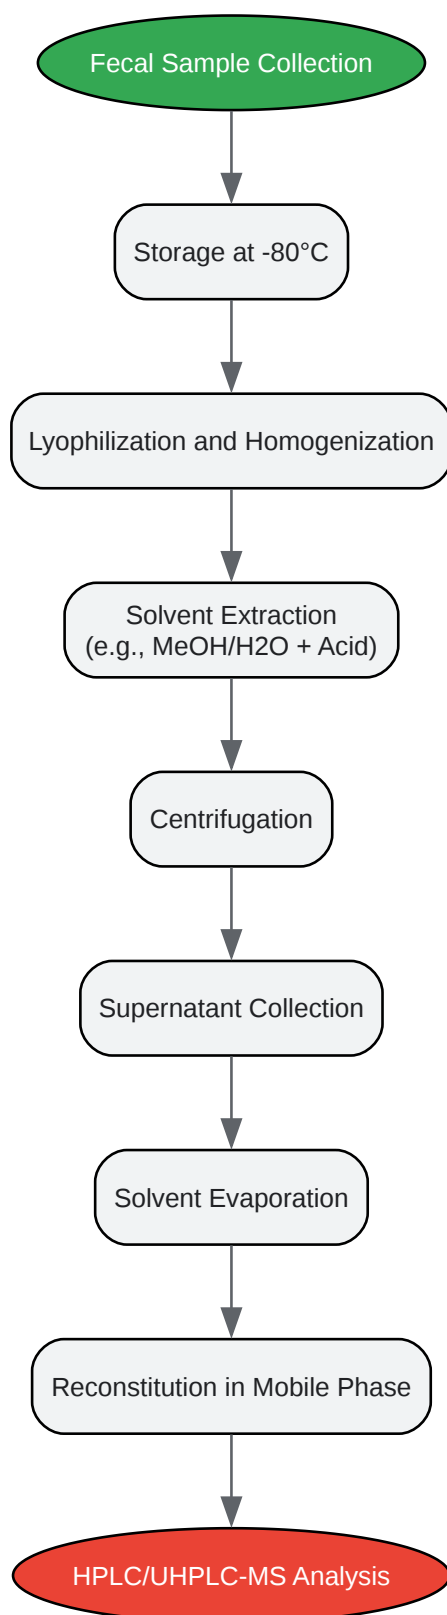 Fecal Sample Collection
Storage at -80°C
Lyophilization and Homogenization
Solvent Extraction
(e.g., MeOH/H2O + Acid)
Centrifugation
Supernatant Collection
Solvent Evaporation
Reconstitution in Mobile Phase
HPLC/UHPLC-MS Analysis